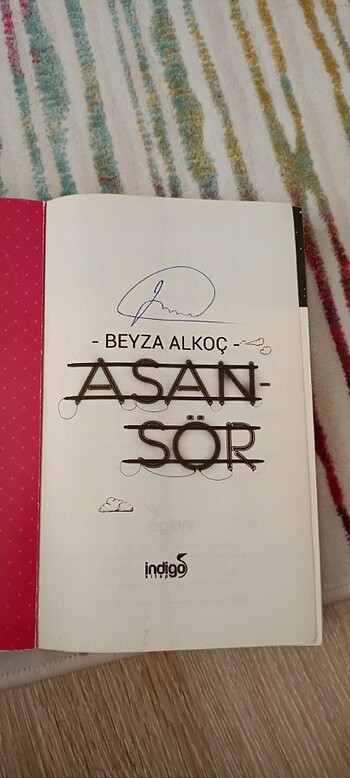 - BEYZA ALKOÇ -
ASAN-
SÖR
indigo
kitap